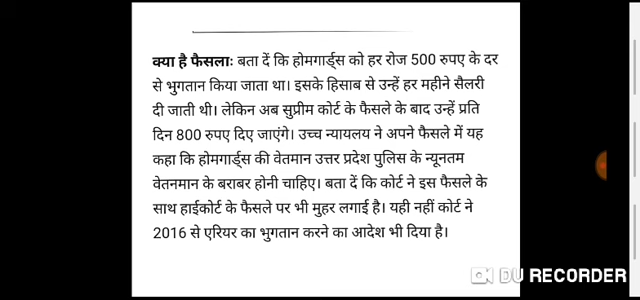 क्या है फैसलाः बता दें कि होमगार्ड्स को हर रोज 500 रुपए के दर
से भुगतान किया जाता था। इसके हिसाब से उन्हें हर महीने सैलरी
दी जाती थी। लेकिन अब सुप्रीम कोर्ट के फैसले के बाद उन्हें प्रति
दिन 800 रुपए दिए जाएंगे। उच्च न्यायलय ने अपने फैसले में यह
कहा कि होमगार्ड्स की वेतमान उत्तर प्रदेश पुलिस के न्यूनतम
वेतनमान के बराबर होनी चाहिए। बता दें कि कोर्ट ने इस फैसले के
साथ हाईकोर्ट के फैसले पर भी मुहर लगाई है। यही नहीं कोर्ट ने
2016 से एरियर का भुगतान करने का आदेश भी दिया है।
DU RECORDER